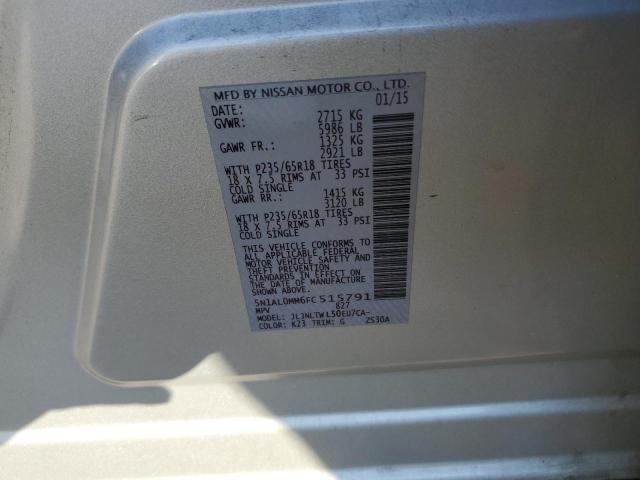 MFD BY NISSAN MOTOR CO., LTD.
DATE: 01/15
GVWR: 2715 KG
5986 LB
GAWR FR.: 1325 KG
2921 LB
WITH P235/65R18 TIRES
18 X 7.5 RIMS AT 33 PSI
COLD SINGLE
GAWR RR.: 1415 KG
3120 LB
WITH P235/65R18 TIRES
18 X 7.5 RIMS AT 33 PSI
COLD SINGLE
THIS VEHICLE CONFORMS TO
ALL APPLICABLE FEDERAL
MOTOR VEHICLE SAFETY AND
THEFT PREVENTION
STANDARDS IN EFFECT ON
THE DATE OF MANUFACTURE
SHOWN ABOVE.
5N1AL0MM6FC515791
MPV 827
MODEL: JLJNLTWL50EU7CA-
COLOR: K23 TRIM: G ZS30A